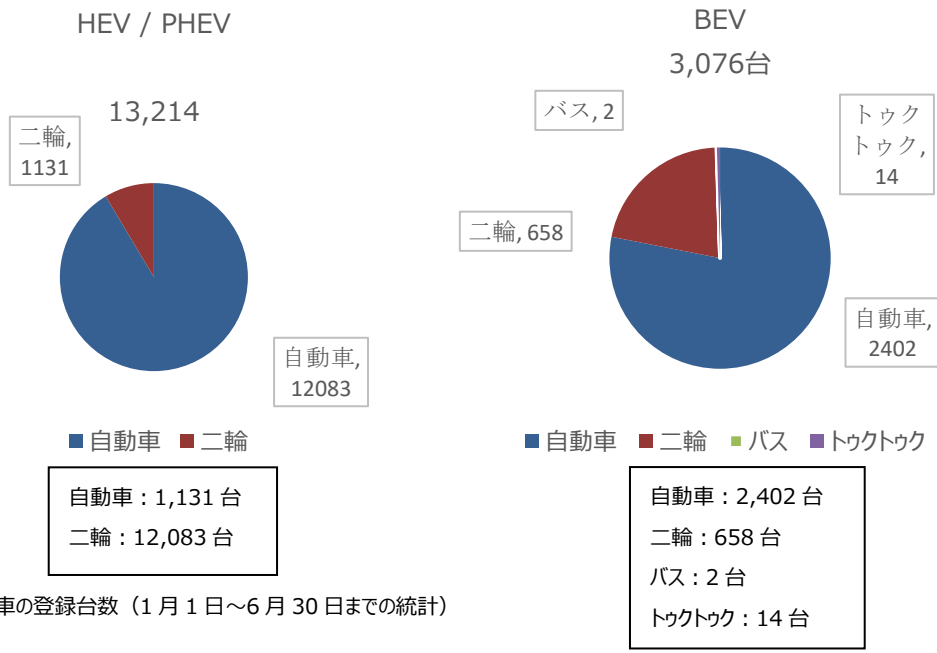 HEV / PHEV
13,214
二輪,
1131
自動車,
12083
■自動車 ■二輪
自動車：1,131 台
二輪：12,083 台
BEV
3,076台
バス, 2
トゥク
トゥク,
14
二輪, 658
自動車,
2402
■自動車 ■二輪 ■バス ■トゥクトゥク
自動車：2,402 台
二輪：658 台
バス：2 台
トゥクトゥク：14 台
車の登録台数（1 月 1 日～6 月 30 日までの統計）